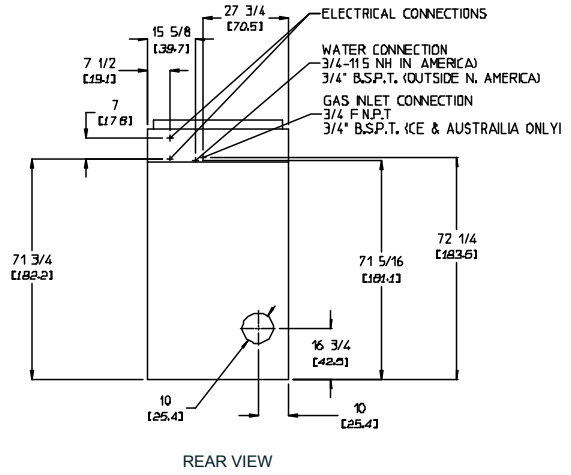 27 3/4
[70.5]
ELECTRICAL CONNECTIONS
15 5/8
[39.7]
7 1/2
[19.1]
WATER CONNECTION
3/4-11.5 NH IN AMERICA)
3/4" B.S.P.T. (OUTSIDE N. AMERICA)
GAS INLET CONNECTION
3/4 F N.P.T
3/4" B.S.P.T. (CE & AUSTRAILIA ONLY)
7
[17.8]
71 3/4
[182.2]
71 5/16
[181.1]
72 1/4
[183.5]
16 3/4
[42.5]
10
[25.4]
10
[25.4]
REAR VIEW